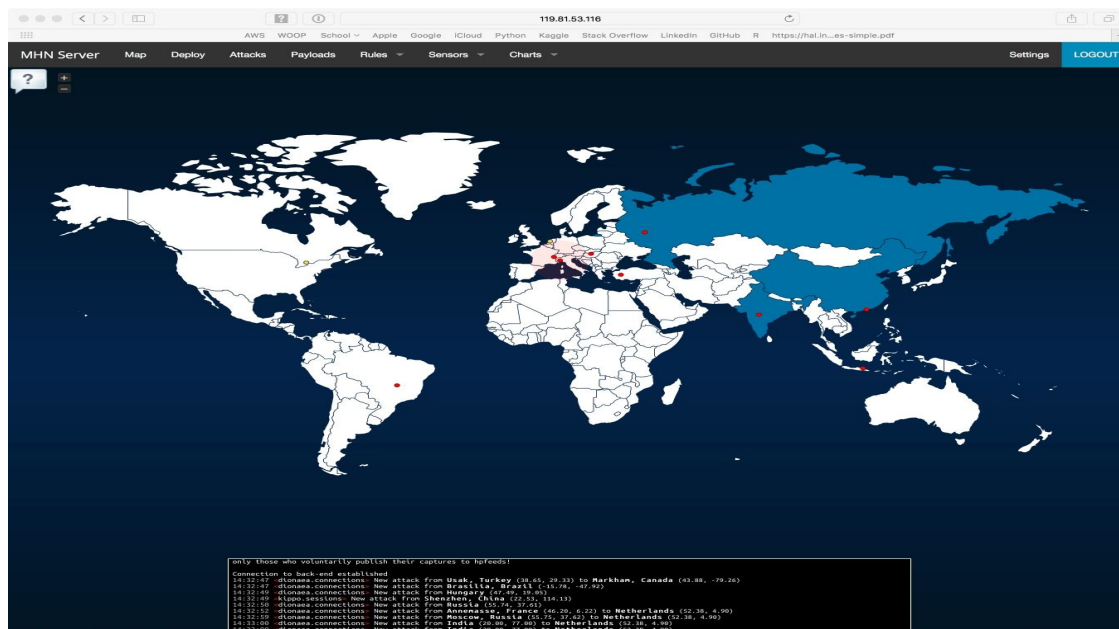 119.81.53.116
AWS WOOP School Apple Google iCloud Python Kaggle Stack Overflow LinkedIn GitHub R https://hal.in...es-simple.pdf
MHN Server Map Deploy Attacks Payloads Rules Sensors Charts Settings LOGOUT
?
+
−
only those who voluntarily publish their captures to hpfeeds!
Connection to back-end established
14:32:47 <dionaea.connections> New attack from Usak, Turkey (38.65, 29.33) to Markham, Canada (43.88, -79.26)
14:32:47 <dionaea.connections> New attack from Brasilia, Brazil (-15.78, -47.92)
14:32:49 <dionaea.connections> New attack from Hungary (47.49, 19.05)
14:32:49 <kippo.sessions> New attack from Shenzhen, China (22.53, 114.13)
14:32:50 <dionaea.connections> New attack from Russia (55.74, 37.61)
14:32:52 <dionaea.connections> New attack from Annemasse, France (46.20, 6.22) to Netherlands (52.38, 4.90)
14:32:59 <dionaea.connections> New attack from Moscow, Russia (55.75, 37.62) to Netherlands (52.38, 4.90)
14:33:00 <dionaea.connections> New attack from India (20.00, 77.00) to Netherlands (52.38, 4.90)